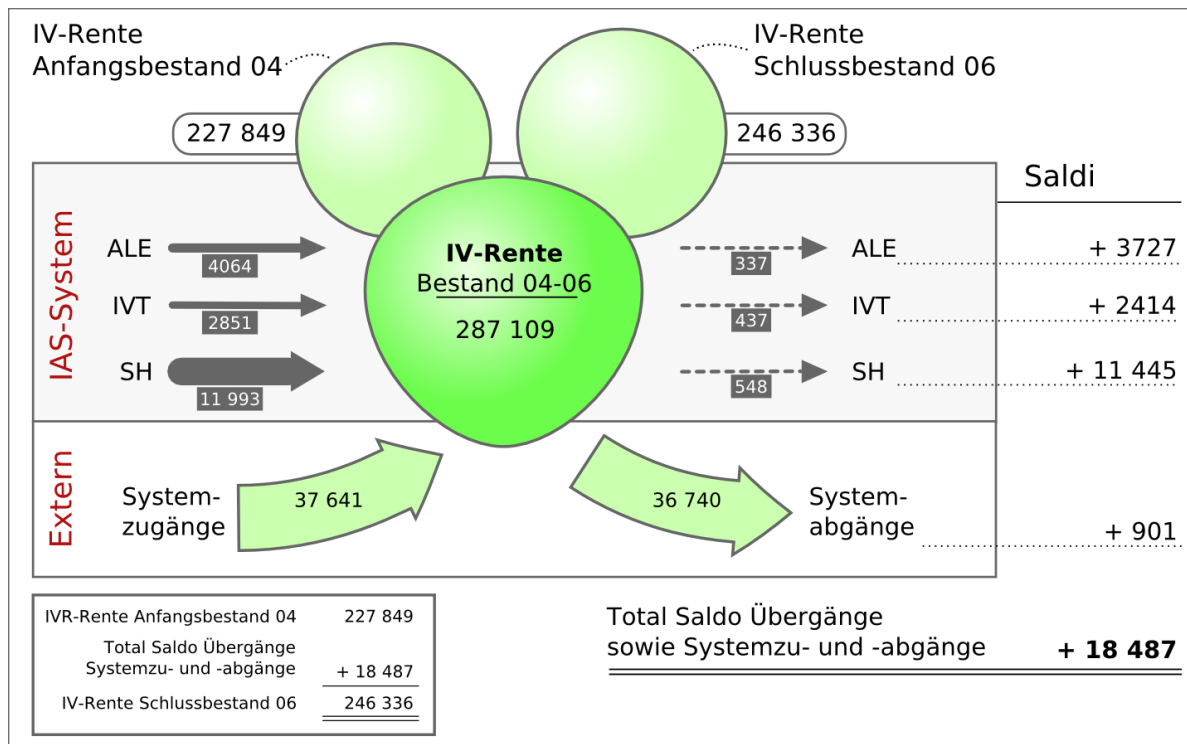 IV-Rente
Anfangsbestand 04
IV-Rente
Schlussbestand 06
227 849
246 336
Saldi
IAS-System
ALE
4064
IV-Rente
Bestand 04-06
287 109
337
ALE
+ 3727
IVT
2851
437
IVT
+ 2414
SH
11 993
548
SH
+ 11 445
Extern
System-
zugänge
37 641
36 740
System-
abgänge
+ 901
IVR-Rente Anfangsbestand 04 227 849
Total Saldo Übergänge
Systemzu- und -abgänge + 18 487
IV-Rente Schlussbestand 06 246 336
Total Saldo Übergänge
sowie Systemzu- und -abgänge + 18 487